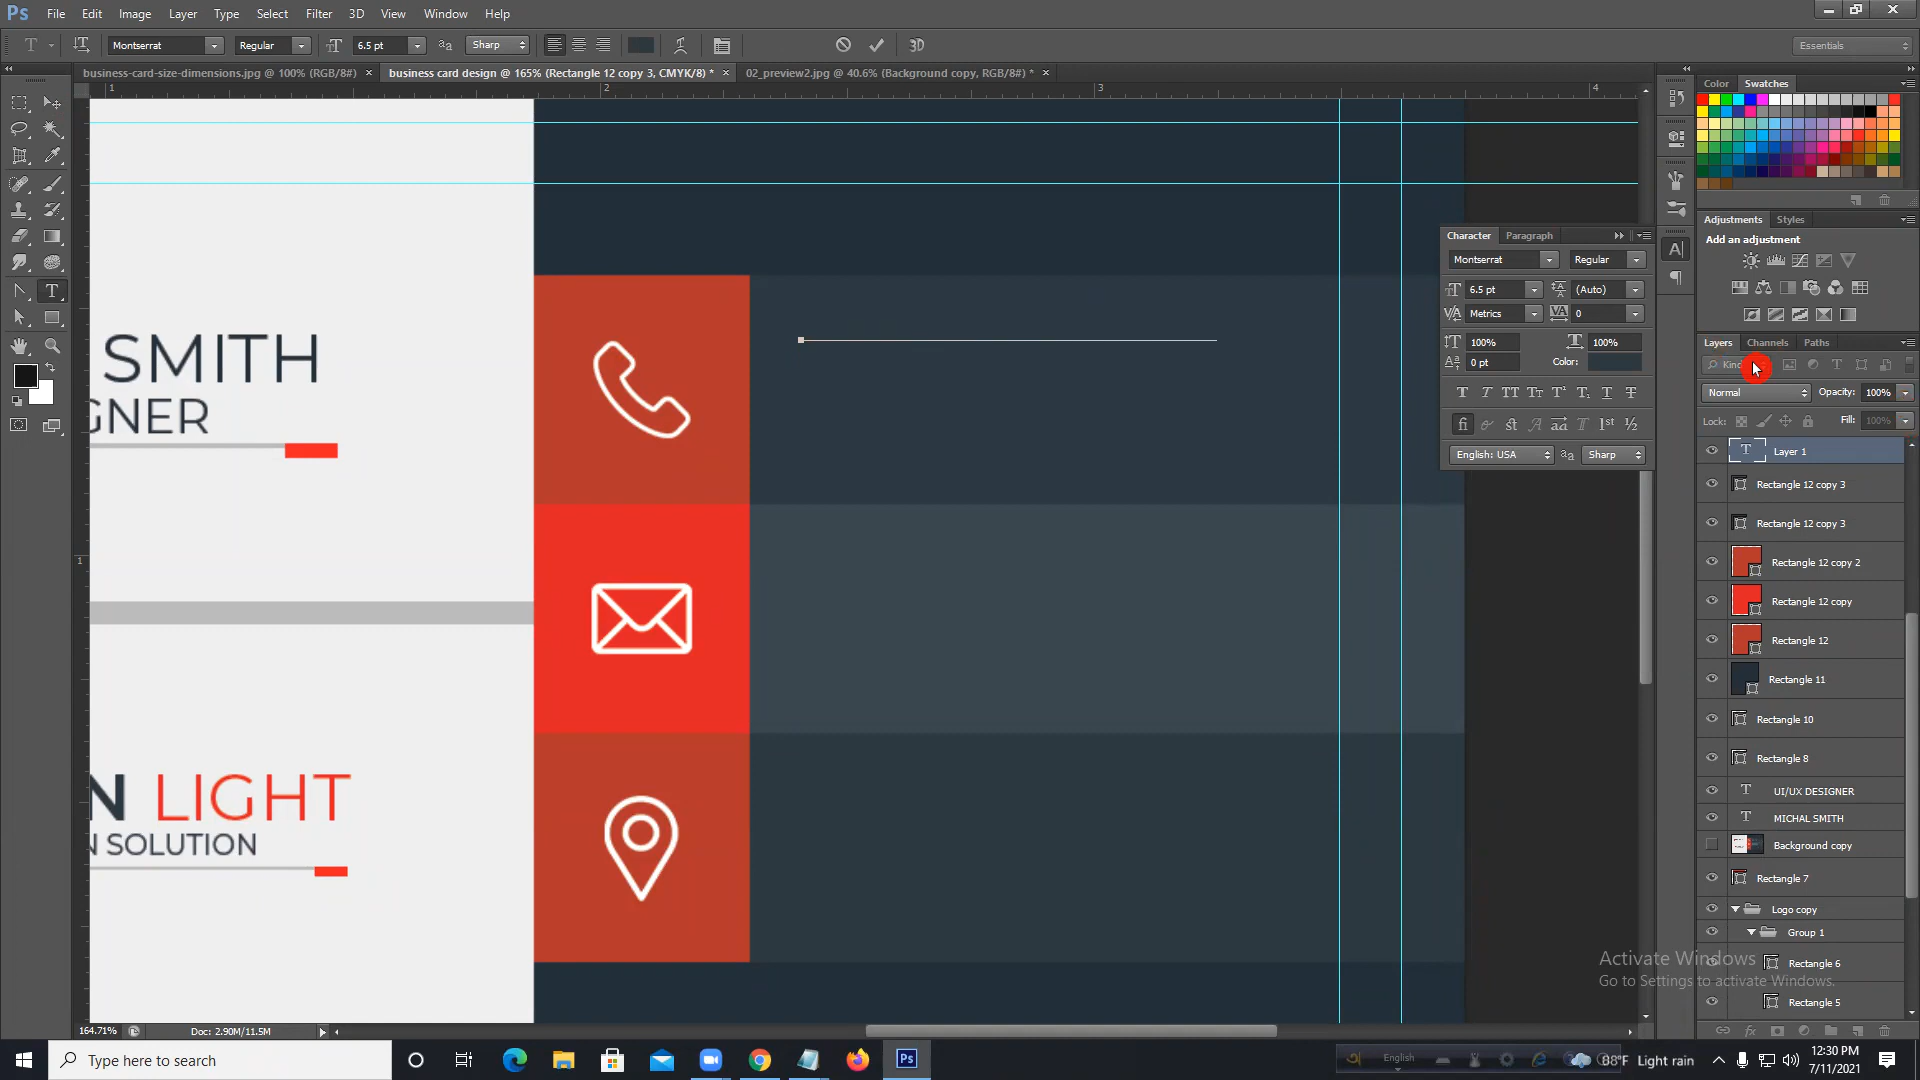 Ps File Edit Image Layer Type Select Filter 3D View Window Help
T Montserrat Regular 6.5 pt Sharp 3D Essentials
business-card-size-dimensions.jpg @ 100% (RGB/8#) × business card design @ 165% (Rectangle 12 copy 3, CMYK/8) * × 02_preview2.jpg @ 40.6% (Background copy, RGB/8#) * ×
1 2 3 4
Color Swatches
Adjustments Styles
Add an adjustment
Character Paragraph
Montserrat Regular
6.5 pt (Auto)
Metrics 0
100% 100%
0 pt Color:
English: USA Sharp
SMITH
GNER
N LIGHT
N SOLUTION
Layers Channels Paths
Kind
Normal Opacity: 100%
Lock: Fill: 100%
Layer 1
Rectangle 12 copy 3
Rectangle 12 copy 3
Rectangle 12 copy 2
Rectangle 12 copy
Rectangle 12
Rectangle 11
Rectangle 10
Rectangle 8
UI/UX DESIGNER
MICHAL SMITH
Background copy
Rectangle 7
Logo copy
Group 1
Rectangle 6
Rectangle 5
Activate Windows
Go to Settings to activate Windows.
164.71% Doc: 2.90M/11.5M
Type here to search
English
88°F Light rain
12:30 PM
7/11/2021